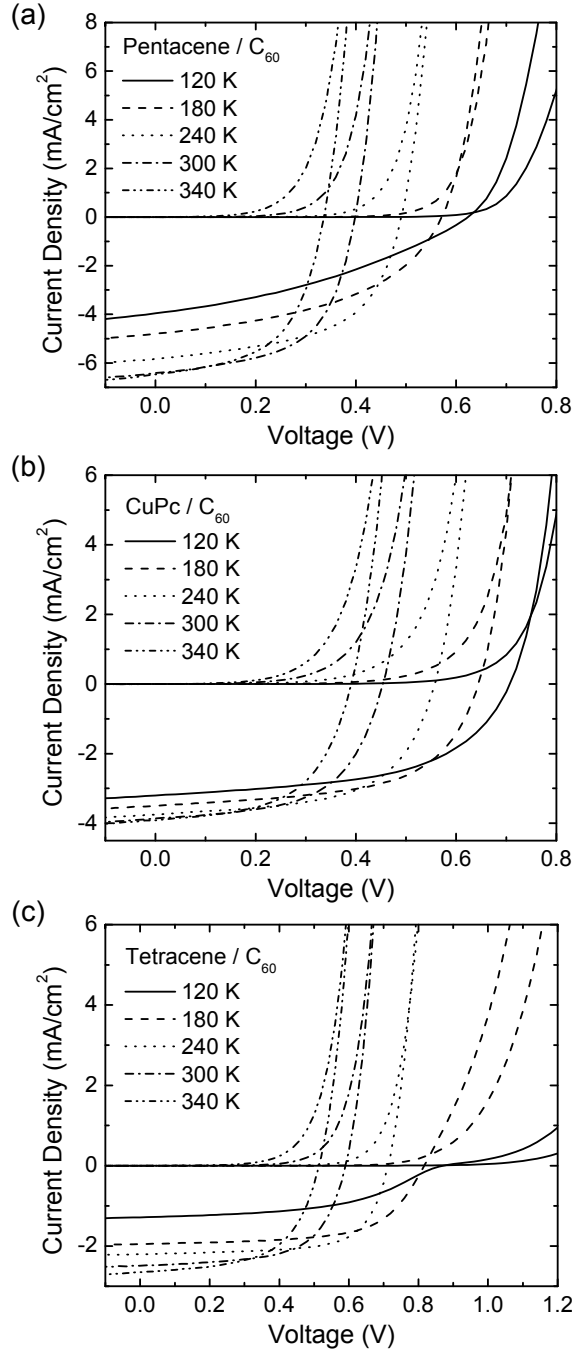 (a)
Pentacene / C60
120 K
180 K
240 K
300 K
340 K
8
6
4
2
0
-2
-4
-6
0.0 0.2 0.4 0.6 0.8
Current Density (mA/cm²)
Voltage (V)
(b)
CuPc / C60
120 K
180 K
240 K
300 K
340 K
6
4
2
0
-2
-4
0.0 0.2 0.4 0.6 0.8
Current Density (mA/cm²)
Voltage (V)
(c)
Tetracene / C60
120 K
180 K
240 K
300 K
340 K
6
4
2
0
-2
0.0 0.2 0.4 0.6 0.8 1.0 1.2
Current Density (mA/cm²)
Voltage (V)